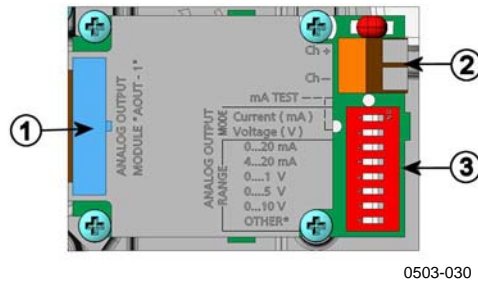 Ch +
Ch-
mA TEST
ANALOG OUTPUT
MODULE " AOUT - 1"
ANALOG OUTPUT
MODE
RANGE
Current ( mA )
Voltage ( V )
0...20 mA
4...20 mA
0....1 V
0....5 V
0...10 V
OTHER*
1
2
3
0503-030